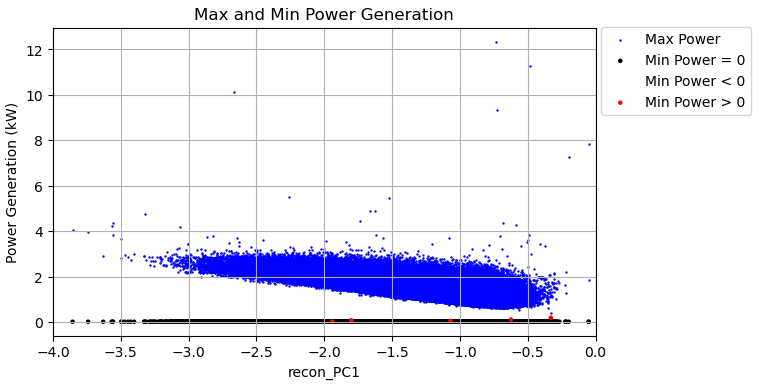 Max and Min Power Generation
Max Power
Min Power = 0
Min Power < 0
Min Power > 0
Power Generation (kW)
12
10
8
6
4
2
0
−4.0 −3.5 −3.0 −2.5 −2.0 −1.5 −1.0 −0.5 0.0
recon_PC1